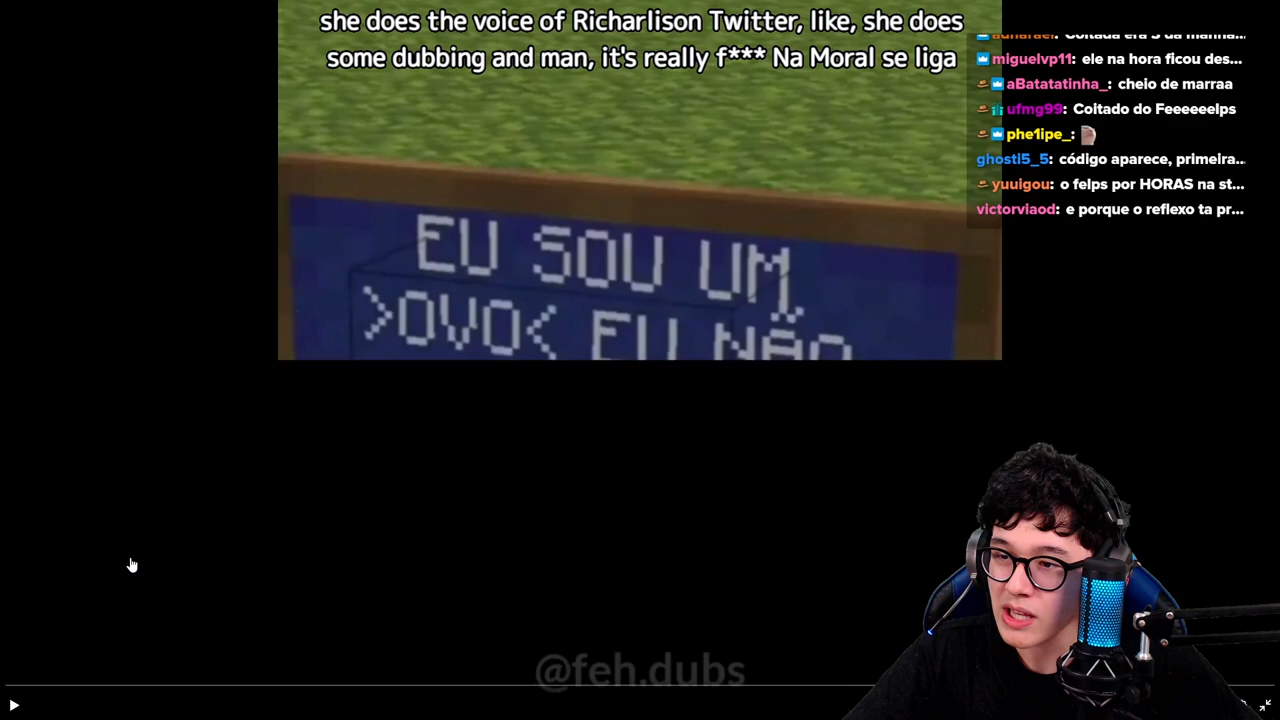 she does the voice of Richarlison Twitter, like, she does
some dubbing and man, it's really f*** Na Moral se liga
EU SOU UM
>OVO< EU NÃO
miguelvp11: ele na hora ficou des...
aBatatatinha_: cheio de marraa
ufmg99: Coitado do Feeeeeelps
phe1ipe_:
ghostl5_5: código aparece, primeira...
yuuigou: o felps por HORAS na st...
victorviaod: e porque o reflexo ta pr...
@feh.dubs